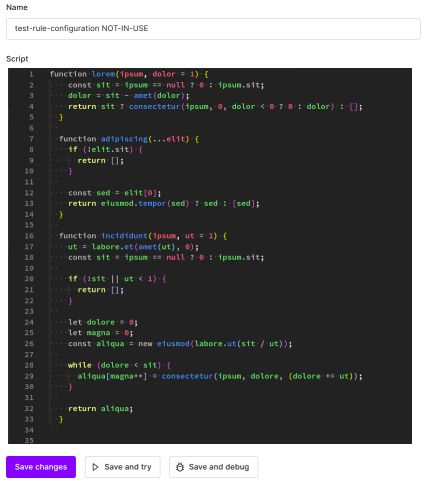 Name
test-rule-configuration NOT-IN-USE
Script
1 function lorem(ipsum, dolor = 1) {
2 const sit = ipsum == null ? 0 : ipsum.sit;
3 dolor = sit - amet(dolor);
4 return sit ? consectetur(ipsum, 0, dolor < 0 ? 0 : dolor) : [];
5 }
6
7 function adipiscing(...elit) {
8 if (!elit.sit) {
9 return [];
10 }
11
12 const sed = elit[0];
13 return eiusmod.tempor(sed) ? sed : [sed];
14 }
15
16 function incididunt(ipsum, ut = 1) {
17 ut = labore.et(amet(ut), 0);
18 const sit = ipsum == null ? 0 : ipsum.sit;
19
20 if (!sit || ut < 1) {
21 return [];
22 }
23
24 let dolore = 0;
25 let magna = 0;
26 const aliqua = new eiusmod(labore.ut(sit / ut));
27
28 while (dolore < sit) {
29 aliqua[magna++] = consectetur(ipsum, dolore, (dolore += ut));
30 }
31
32 return aliqua;
33 }
34
35
Save changes
Save and try
Save and debug